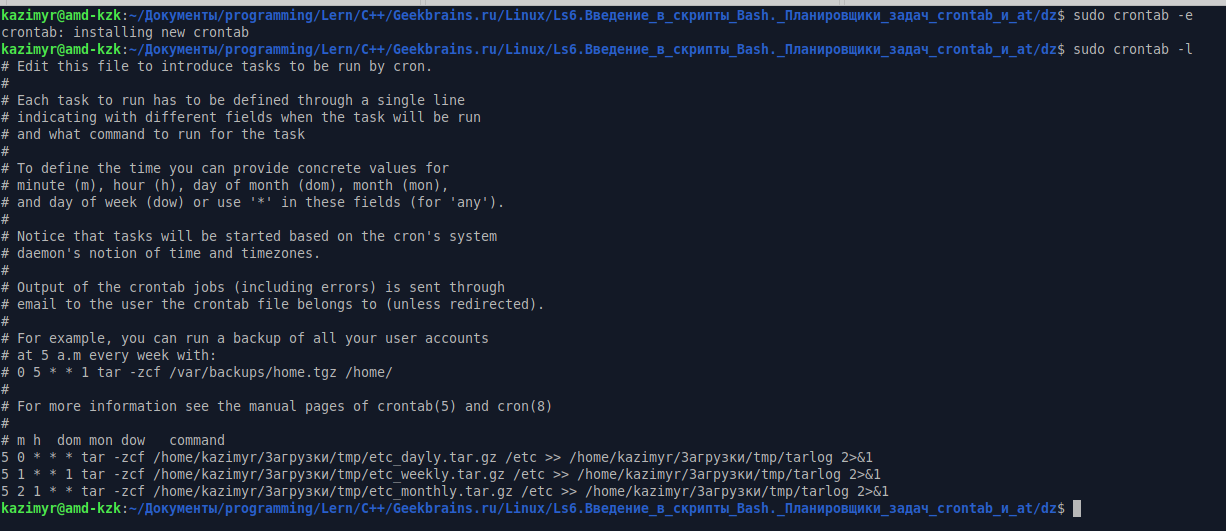 kazimyr@amd-kzk:~/Документы/programming/Lern/C++/Geekbrains.ru/Linux/Ls6.Введение_в_скрипты_Bash._Планировщики_задач_crontab_и_at/dz$ sudo crontab -e
crontab: installing new crontab
kazimyr@amd-kzk:~/Документы/programming/Lern/C++/Geekbrains.ru/Linux/Ls6.Введение_в_скрипты_Bash._Планировщики_задач_crontab_и_at/dz$ sudo crontab -l
# Edit this file to introduce tasks to be run by cron.
#
# Each task to run has to be defined through a single line
# indicating with different fields when the task will be run
# and what command to run for the task
#
# To define the time you can provide concrete values for
# minute (m), hour (h), day of month (dom), month (mon),
# and day of week (dow) or use '*' in these fields (for 'any').
#
# Notice that tasks will be started based on the cron's system
# daemon's notion of time and timezones.
#
# Output of the crontab jobs (including errors) is sent through
# email to the user the crontab file belongs to (unless redirected).
#
# For example, you can run a backup of all your user accounts
# at 5 a.m every week with:
# 0 5 * * 1 tar -zcf /var/backups/home.tgz /home/
#
# For more information see the manual pages of crontab(5) and cron(8)
#
# m h  dom mon dow   command
5 0 * * * tar -zcf /home/kazimyr/Загрузки/tmp/etc_dayly.tar.gz /etc >> /home/kazimyr/Загрузки/tmp/tarlog 2>&1
5 1 * * 1 tar -zcf /home/kazimyr/Загрузки/tmp/etc_weekly.tar.gz /etc >> /home/kazimyr/Загрузки/tmp/tarlog 2>&1
5 2 1 * * tar -zcf /home/kazimyr/Загрузки/tmp/etc_monthly.tar.gz /etc >> /home/kazimyr/Загрузки/tmp/tarlog 2>&1
kazimyr@amd-kzk:~/Документы/programming/Lern/C++/Geekbrains.ru/Linux/Ls6.Введение_в_скрипты_Bash._Планировщики_задач_crontab_и_at/dz$